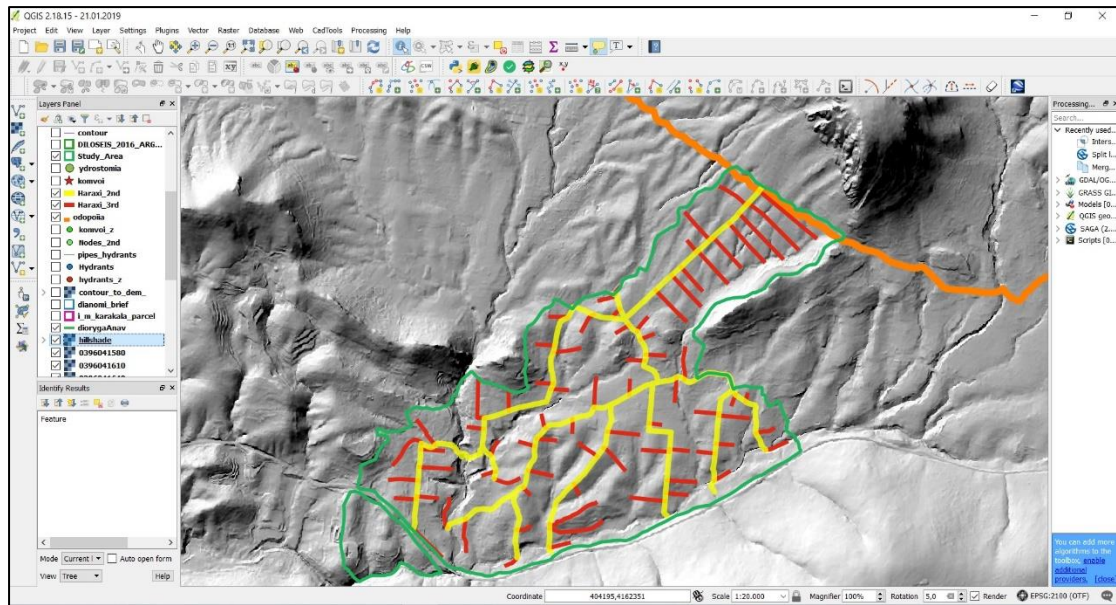 QGIS 2.18.15 - 21.01.2019
Project Edit View Layer Settings Plugins Vector Raster Database Web CadTools Processing Help
Layers Panel
contour
DILOSEIS_2016_ARG...
Study_Area
ydrostomia
komvoi
Haraxi_2nd
Haraxi_3rd
odopoiia
komvoi_z
Nodes_2nd
pipes_hydrants
Hydrants
hydrants_z
contour_to_dem_
dianomi_brief
i_m_karakala_parcel
diorygaAnav
hillshade
0396041580
0396041610
Identify Results
Feature
Mode Current l Auto open form
View Tree Help
Processing...
Search...
Recently used...
Inters...
Split l...
Merg...
GDAL/OG...
GRASS GI...
Models [0...
QGIS geo...
SAGA (2...
Scripts [0...
You can add more
algorithms to the
toolbox, enable
additional
providers. [close]
Coordinate 404195,4162351 Scale 1:20.000 Magnifier 100% Rotation 5,0 Render EPSG:2100 (OTF)